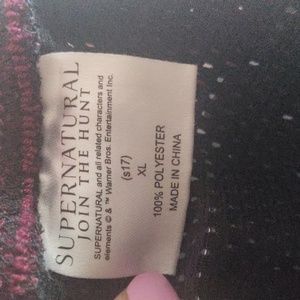 SUPERNATURAL
JOIN THE HUNT
SUPERNATURAL and all related characters and
elements © & ™ Warner Bros. Entertainment Inc.
(s17)
XL
100% POLYESTER
MADE IN CHINA